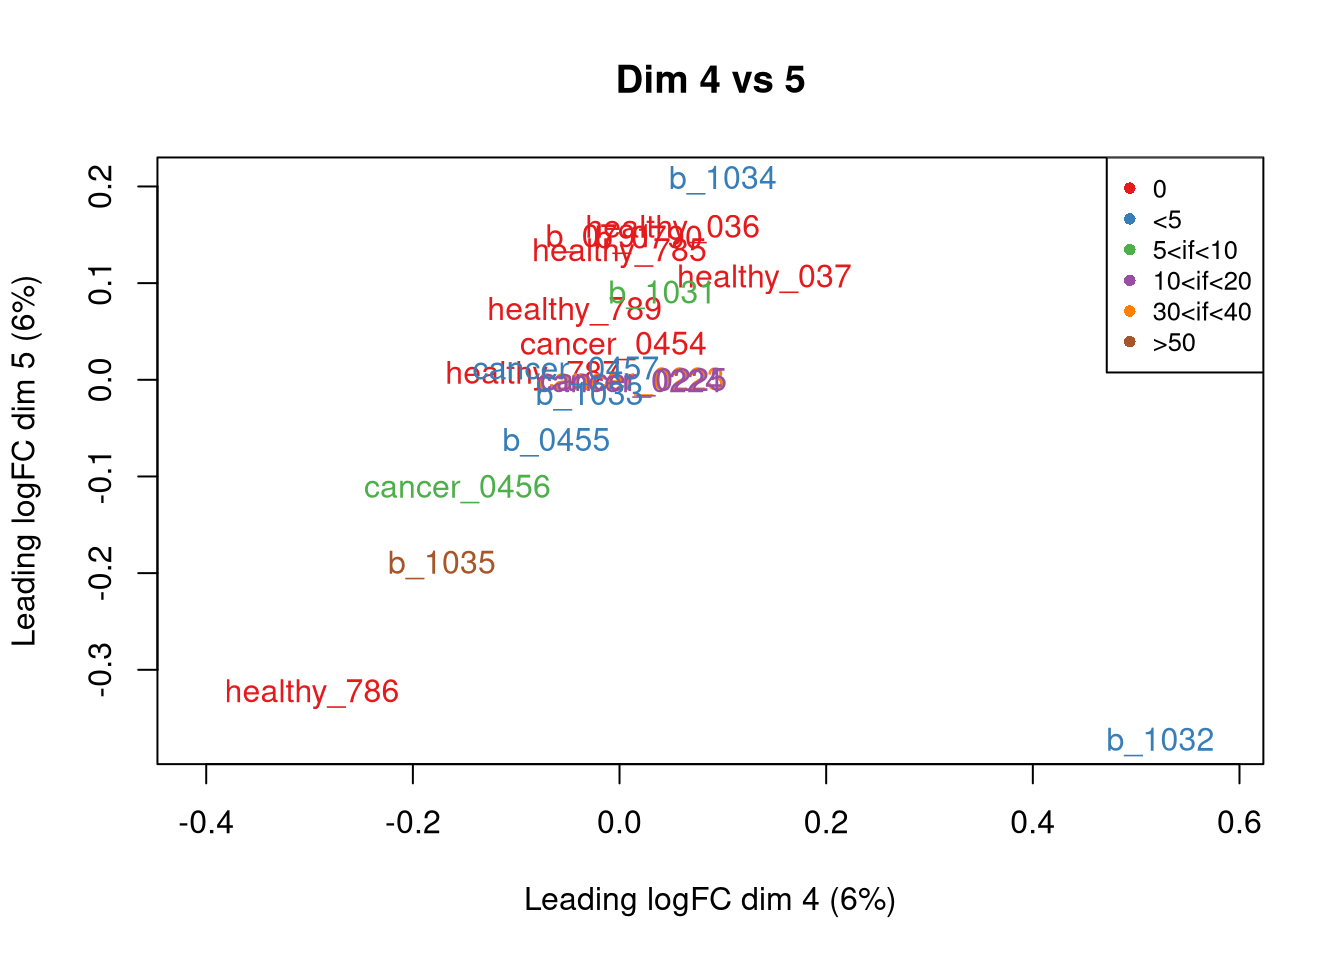 Dim 4 vs 5
Leading logFC dim 5 (6%)
0.2
0.1
0.0
-0.1
-0.2
-0.3
b_1034
healthy_036
b_0790
healthy_785
healthy_037
b_1031
healthy_789
cancer_0454
cancer_0457
healthy_787
b_1033
b_0455
cancer_0456
b_1035
healthy_786
b_1032
0
<5
5<if<10
10<if<20
30<if<40
>50
-0.4
-0.2
0.0
0.2
0.4
0.6
Leading logFC dim 4 (6%)